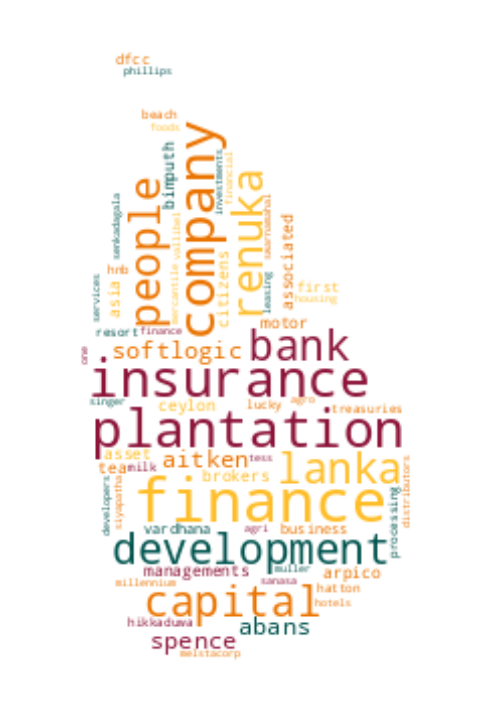 dfcc
phillips
beach
foods
company
people
bimputh
investments
financial
renuka
vallibel
senkadagala
swarnamahal
associated
citizens
hnb
asia
mercantile
leasing
services
first
housing
motor
resort
finance
one
softlogic
bank
insurance
singer
ceylon
lucky
agro
treasuries
plantation
asset
tea
milk
aitken
tess
brokers
lanka
distributors
developers
siyapatha
finance
processing
vardhana
agri
business
development
managements
muller
arpico
millennium
sanasa
hatton
capital
hotels
hikkaduwa
abans
spence
melstacorp